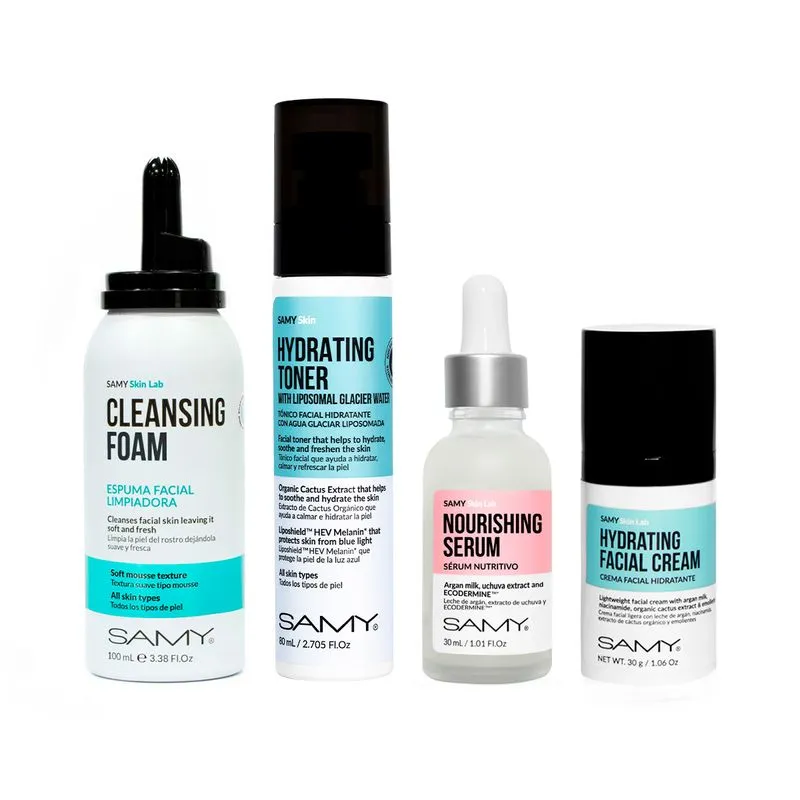 SAMY Skin Lab
CLEANSING
FOAM
ESPUMA FACIAL
LIMPIADORA
Cleanses facial skin leaving it
soft and fresh
Limpia la piel del rostro dejándola
suave y fresca
Soft mousse texture
Textura suave tipo mousse
All skin types
Todos los tipos de piel
SAMY®
100 mL ℮ 3.38 Fl.Oz
SAMY Skin
HYDRATING
TONER
WITH LIPOSOMAL GLACIER WATER
TÓNICO FACIAL HIDRATANTE
CON AGUA GLACIAR LIPOSOMADA
Facial toner that helps to hydrate,
soothe and freshen the skin
Tónico facial que ayuda a hidratar,
calmar y refrescar la piel
Organic Cactus Extract that helps
to soothe and hydrate the skin
Extracto de Cactus Orgánico que
ayuda a calmar e hidratar la piel
Liposhield™ HEV Melanin* that
protects skin from blue light
Liposhield™ HEV Melanin* que
protege la piel de la luz azul
All skin types
Todos los tipos de piel
SAMY®
80 mL / 2.705 Fl.Oz
SAMY Skin Lab
NOURISHING
SERUM
SÉRUM NUTRITIVO
Argan milk, uchuva extract and
ECODERMINE™
Leche de argán, extracto de uchuva y
ECODERMINE™
SAMY®
30 mL / 1.01 Fl.Oz
SAMY Skin Lab
HYDRATING
FACIAL CREAM
CREMA FACIAL HIDRATANTE
Lightweight facial cream with argan milk,
niacinamide, organic cactus extract & emollients
Crema facial ligera con leche de argán, niacinamida,
extracto de cactus orgánico y emolientes
SAMY®
NET WT. 30 g / 1.06 Oz